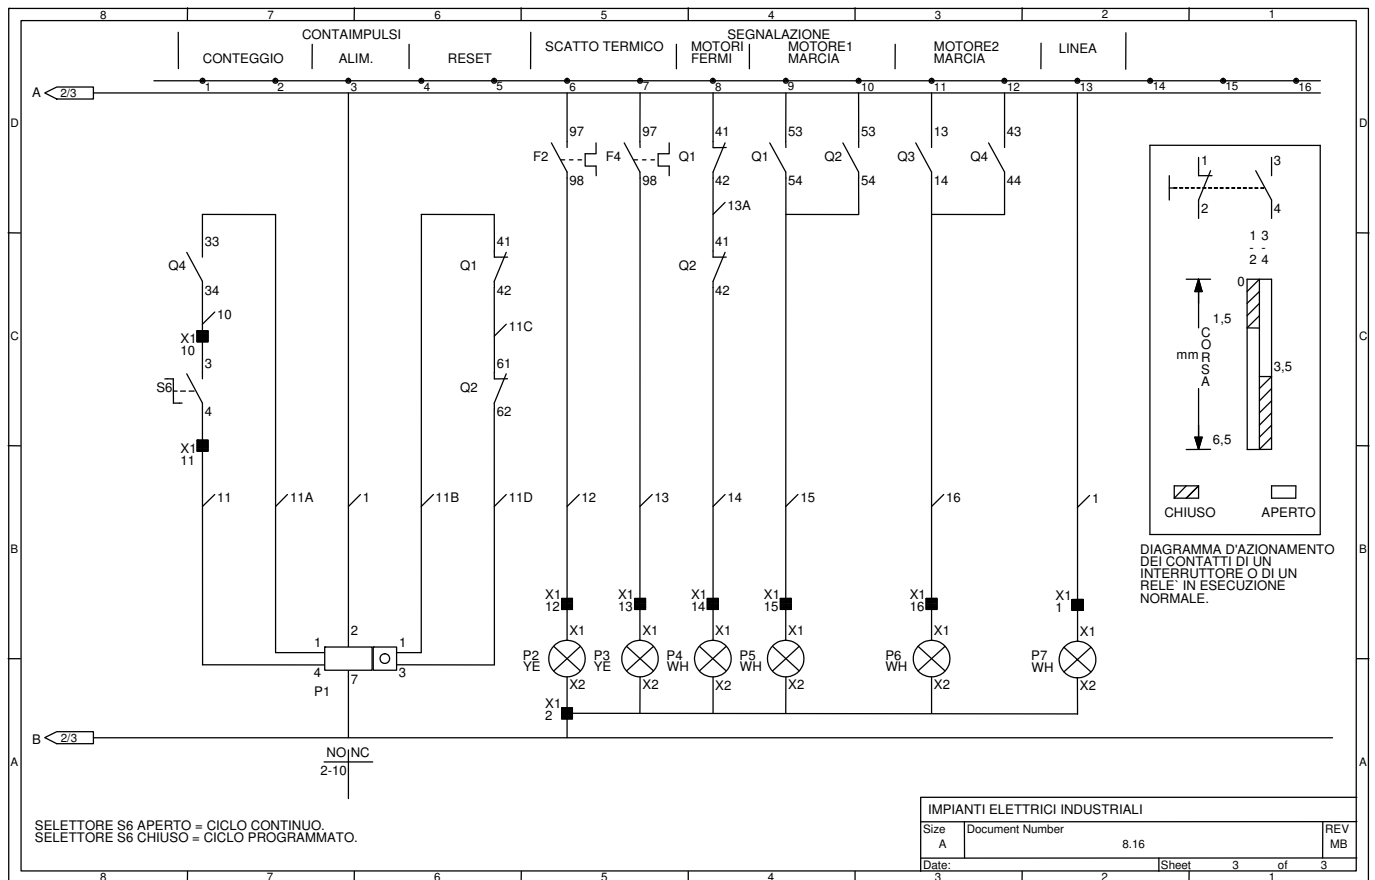 8 7 6 5 4 3 2 1
CONTAIMPULSI
SEGNALAZIONE
CONTEGGIO ALIM. RESET SCATTO TERMICO MOTORI FERMI MOTORE1 MARCIA MOTORE2 MARCIA LINEA
1 2 3 4 5 6 7 8 9 10 11 12 13 14 15 16
A 2/3
D D
97 97 41 53 53 13 43
F2 F4 Q1 Q1 Q2 Q3 Q4
98 98 42 54 54 14 44
13A
1 3
2 4
33 41 41
Q4 Q1 Q2
34 42 42
10
11C
X1
10
C C
3 61
S6 Q2
4 62
X1
11
1 3
- -
2 4
0
1,5
mm
CORSA
3,5
6,5
11 11A 1 11B 11D 12 13 14 15 16 1
CHIUSO APERTO
DIAGRAMMA D'AZIONAMENTO
DEI CONTATTI DI UN
INTERRUTTORE O DI UN
RELE` IN ESECUZIONE
NORMALE.
B B
X1 X1 X1 X1 X1 X1
12 13 14 15 16 1
X1 X1 X1 X1 X1 X1
P2 P3 P4 P5 P6 P7
YE YE WH WH WH WH
X2 X2 X2 X2 X2 X2
2
1 1
4 3
7
P1
X1
2
B 2/3
A A
NO NC
2-10
SELETTORE S6 APERTO = CICLO CONTINUO.
SELETTORE S6 CHIUSO = CICLO PROGRAMMATO.
IMPIANTI ELETTRICI INDUSTRIALI
Size Document Number REV
A 8.16 MB
Date: Sheet 3 of 3
8 7 6 5 4 3 2 1